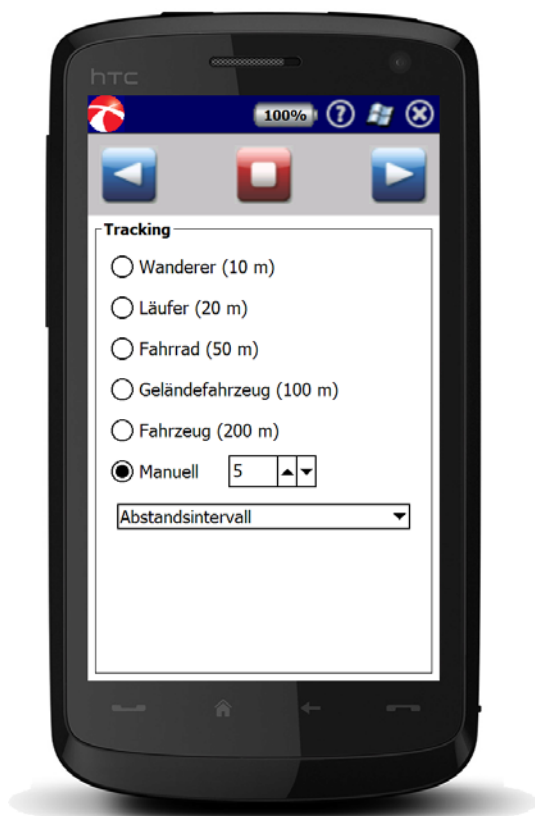 hTC
100%
?
Tracking
Wanderer (10 m)
Läufer (20 m)
Fahrrad (50 m)
Geländefahrzeug (100 m)
Fahrzeug (200 m)
Manuell 5
Abstandsintervall